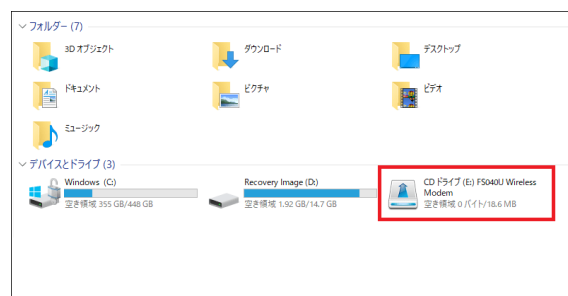 フォルダー (7)
3D オブジェクト
ダウンロード
デスクトップ
ドキュメント
ピクチャ
ビデオ
ミュージック
デバイスとドライブ (3)
Windows (C:)
空き領域 355 GB/448 GB
Recovery Image (D:)
空き領域 1.92 GB/14.7 GB
CD ドライブ (E:) FS040U Wireless
Modem
空き領域 0 バイト/18.6 MB